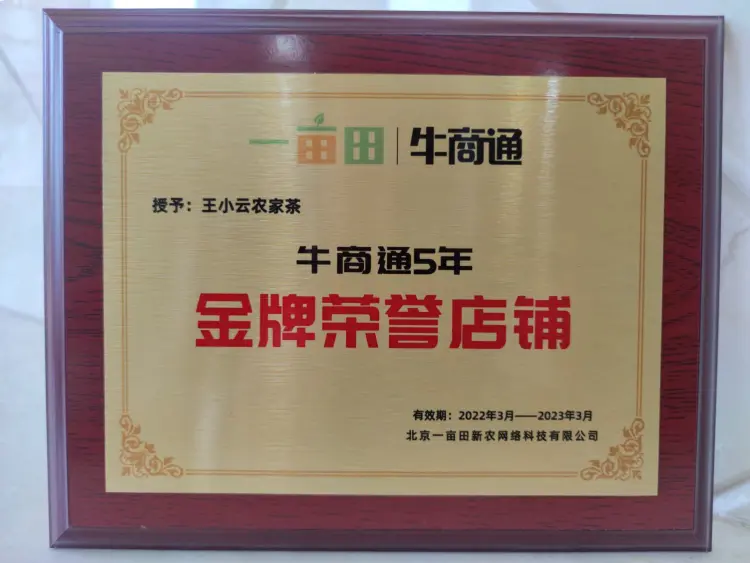 一亩田|牛商通
授予：王小云农家茶
牛商通5年
金牌荣誉店铺
有效期：2022年3月——2023年3月
北京一亩田新农网络科技有限公司